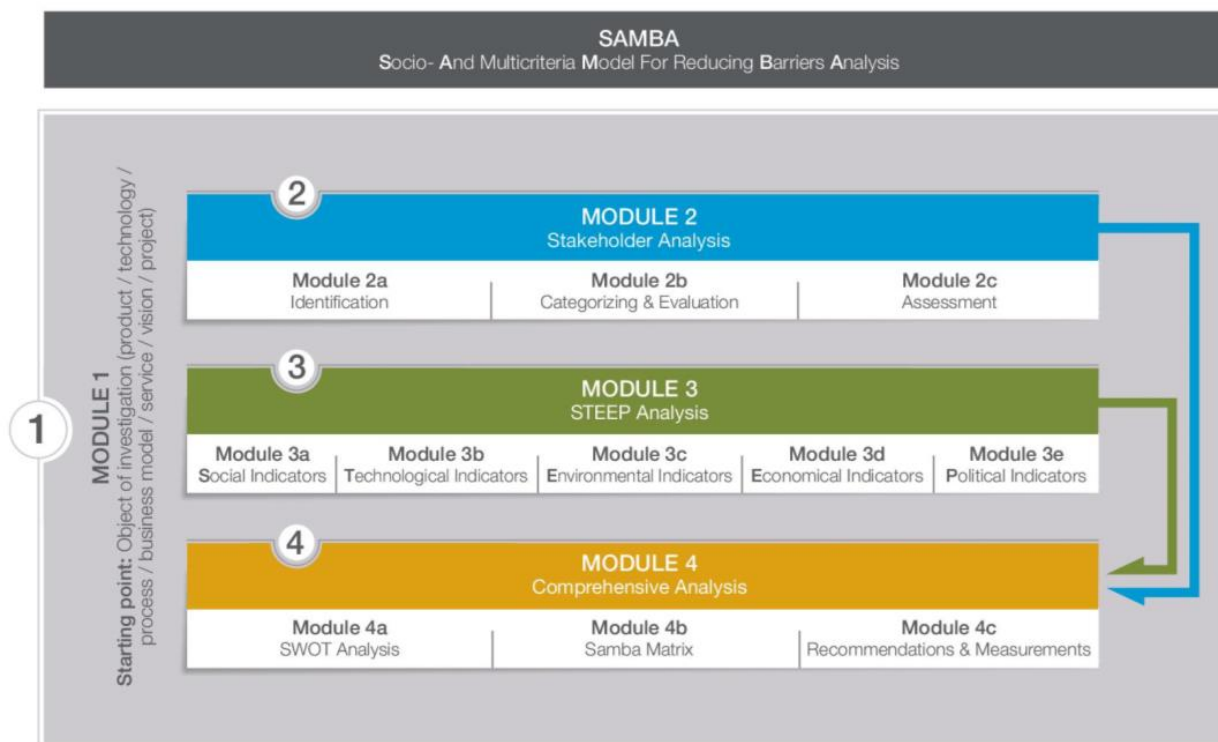 SAMBA
Socio- And Multicriteria Model For Reducing Barriers Analysis
1
MODULE 1
Starting point: Object of investigation (product / technology /
process / business model / service / vision / project)
2
MODULE 2
Stakeholder Analysis
Module 2a
Identification
Module 2b
Categorizing & Evaluation
Module 2c
Assessment
3
MODULE 3
STEEP Analysis
Module 3a
Social Indicators
Module 3b
Technological Indicators
Module 3c
Environmental Indicators
Module 3d
Economical Indicators
Module 3e
Political Indicators
4
MODULE 4
Comprehensive Analysis
Module 4a
SWOT Analysis
Module 4b
Samba Matrix
Module 4c
Recommendations & Measurements